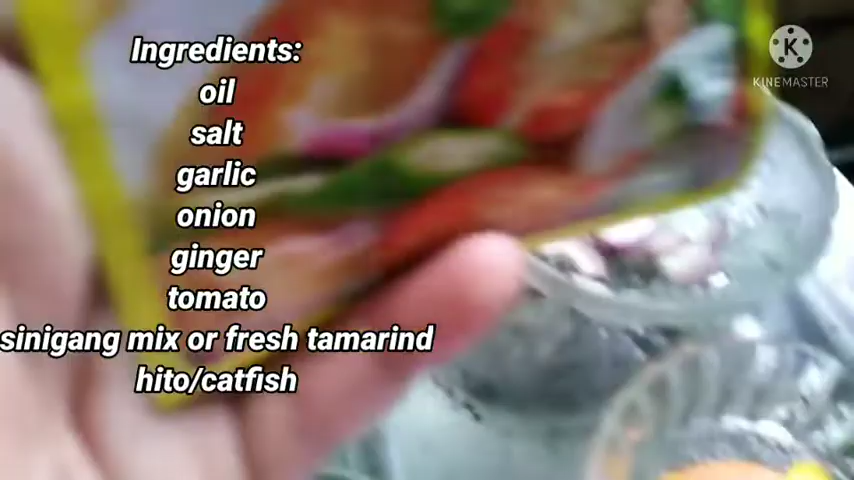 Ingredients:
oil
salt
garlic
onion
ginger
tomato
sinigang mix or fresh tamarind
hito/catfish
K
KINEMASTER